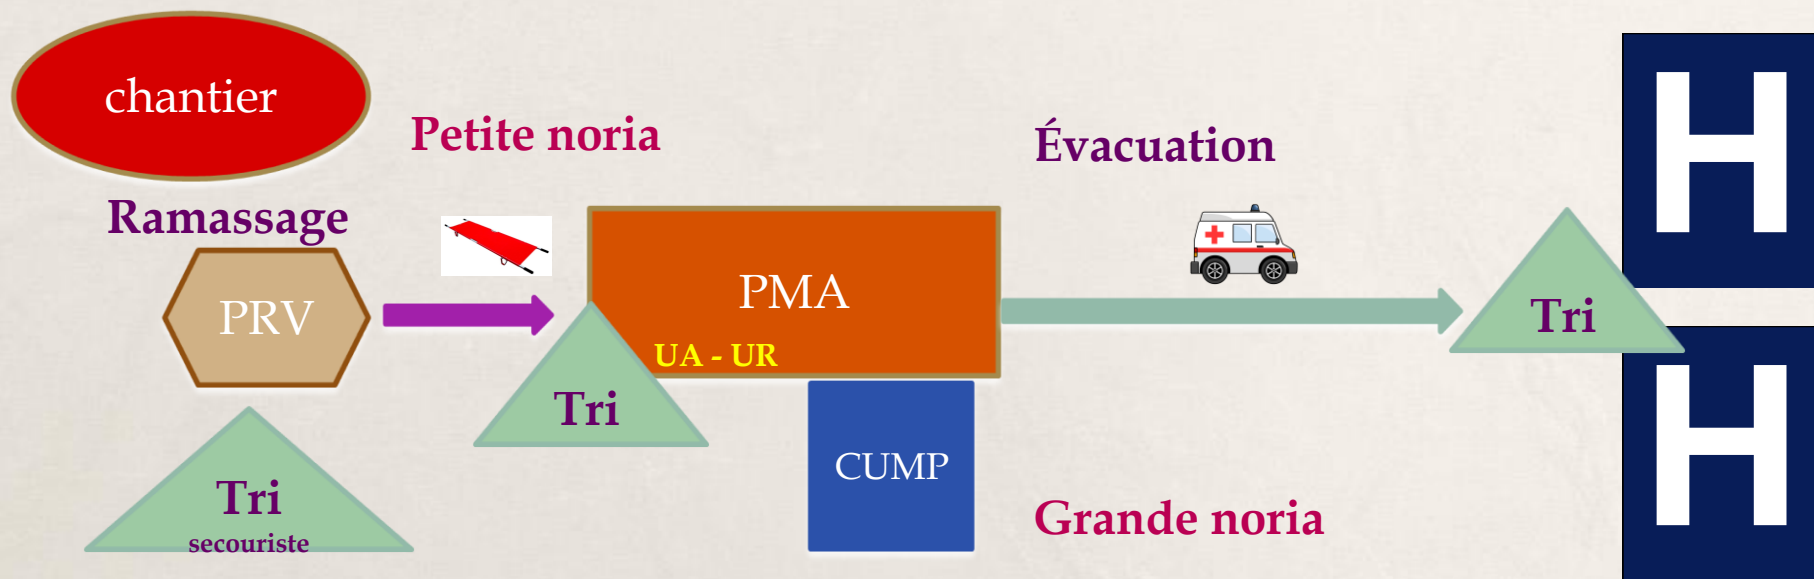 chantier
Petite noria
Évacuation
Ramassage
PRV
PMA
UA - UR
Tri
Tri
Tri
secouriste
CUMP
Grande noria
H
H